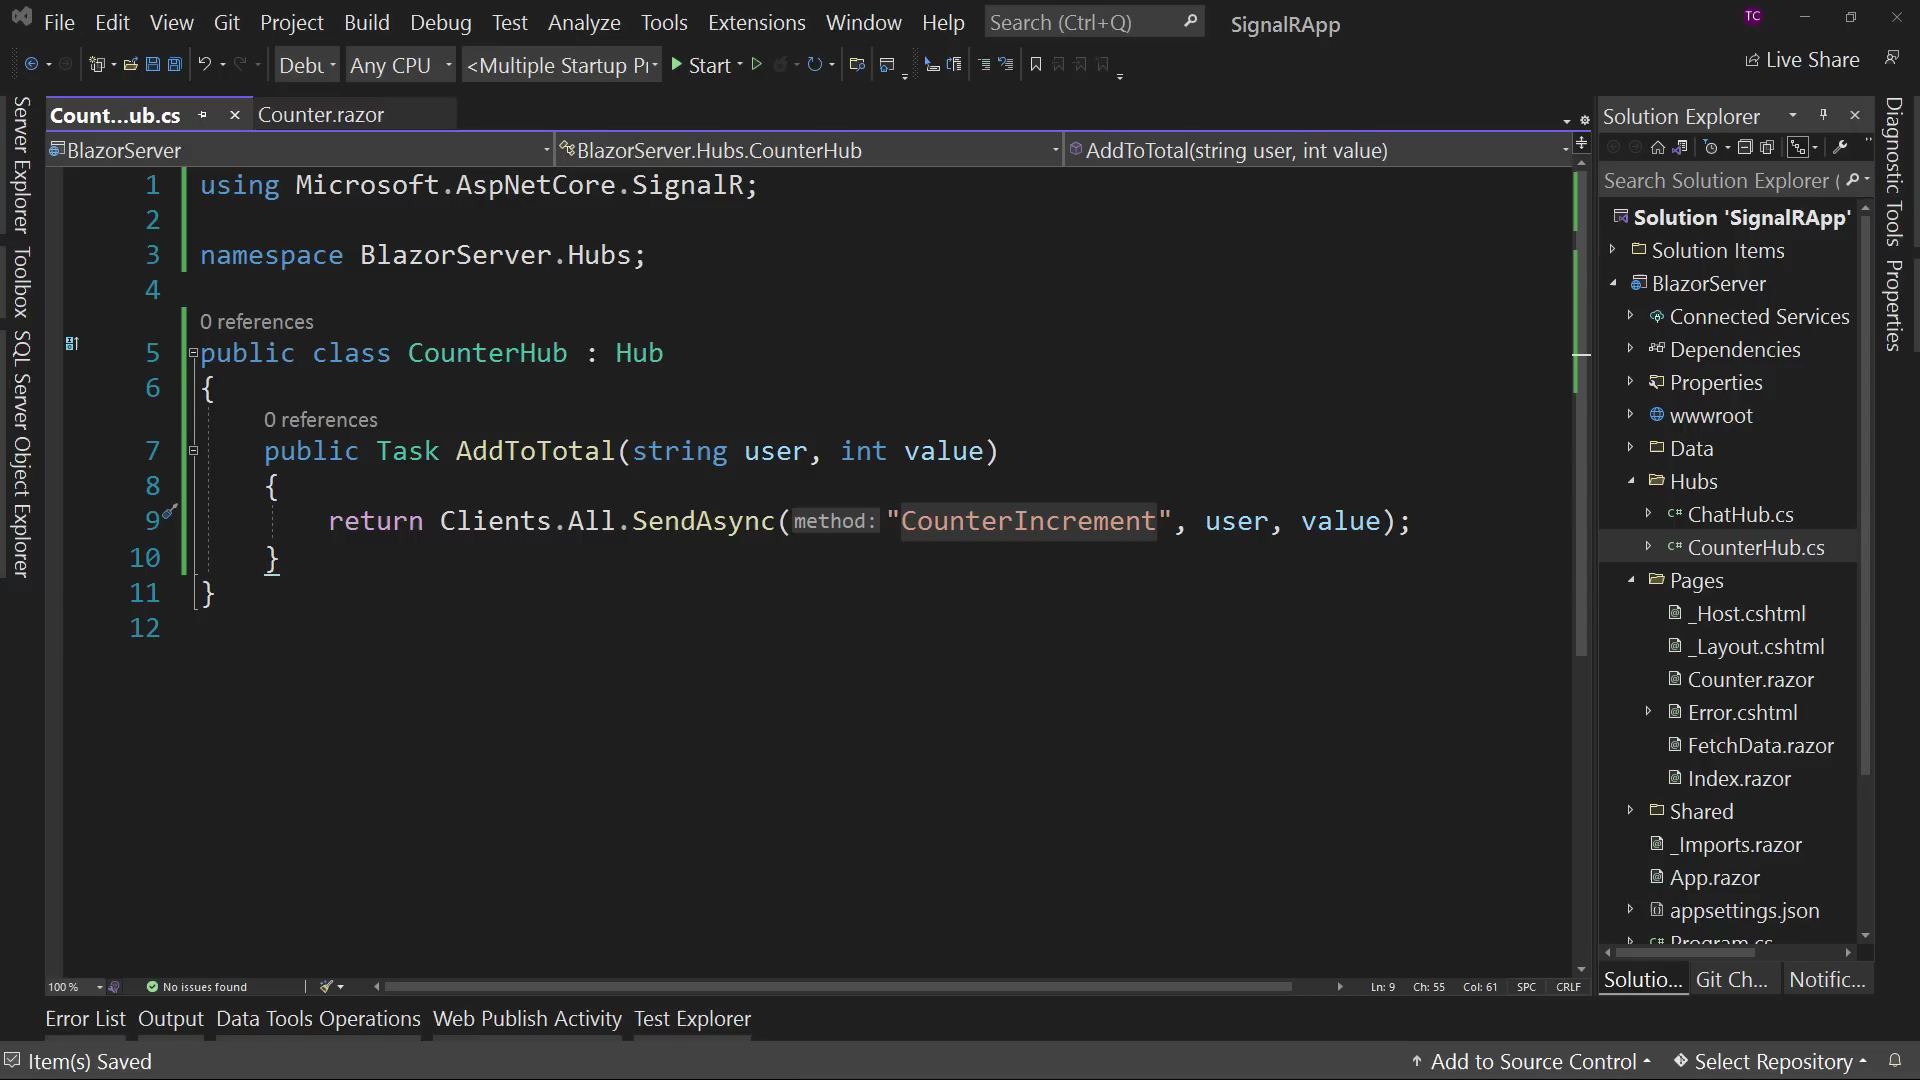 File Edit View Git Project Build Debug Test Analyze Tools Extensions Window Help Search (Ctrl+Q) SignalRApp TC
Debu Any CPU <Multiple Startup Pr Start Live Share
Count...ub.cs Counter.razor
BlazorServer BlazorServer.Hubs.CounterHub AddToTotal(string user, int value)
1 using Microsoft.AspNetCore.SignalR;
2
3 namespace BlazorServer.Hubs;
4
0 references
5 public class CounterHub : Hub
6 {
0 references
7 public Task AddToTotal(string user, int value)
8 {
9 return Clients.All.SendAsync(method: "CounterIncrement", user, value);
10 }
11 }
12
100 % No issues found Ln: 9 Ch: 55 Col: 61 SPC CRLF
Server Explorer
Toolbox
SQL Server Object Explorer
Solution Explorer
Search Solution Explorer (
Solution 'SignalRApp'
Solution Items
BlazorServer
Connected Services
Dependencies
Properties
wwwroot
Data
Hubs
C# ChatHub.cs
C# CounterHub.cs
Pages
_Host.cshtml
_Layout.cshtml
Counter.razor
Error.cshtml
FetchData.razor
Index.razor
Shared
_Imports.razor
App.razor
appsettings.json
C# Program.cs
Solutio... Git Ch... Notific...
Diagnostic Tools
Properties
Error List Output Data Tools Operations Web Publish Activity Test Explorer
Item(s) Saved Add to Source Control Select Repository